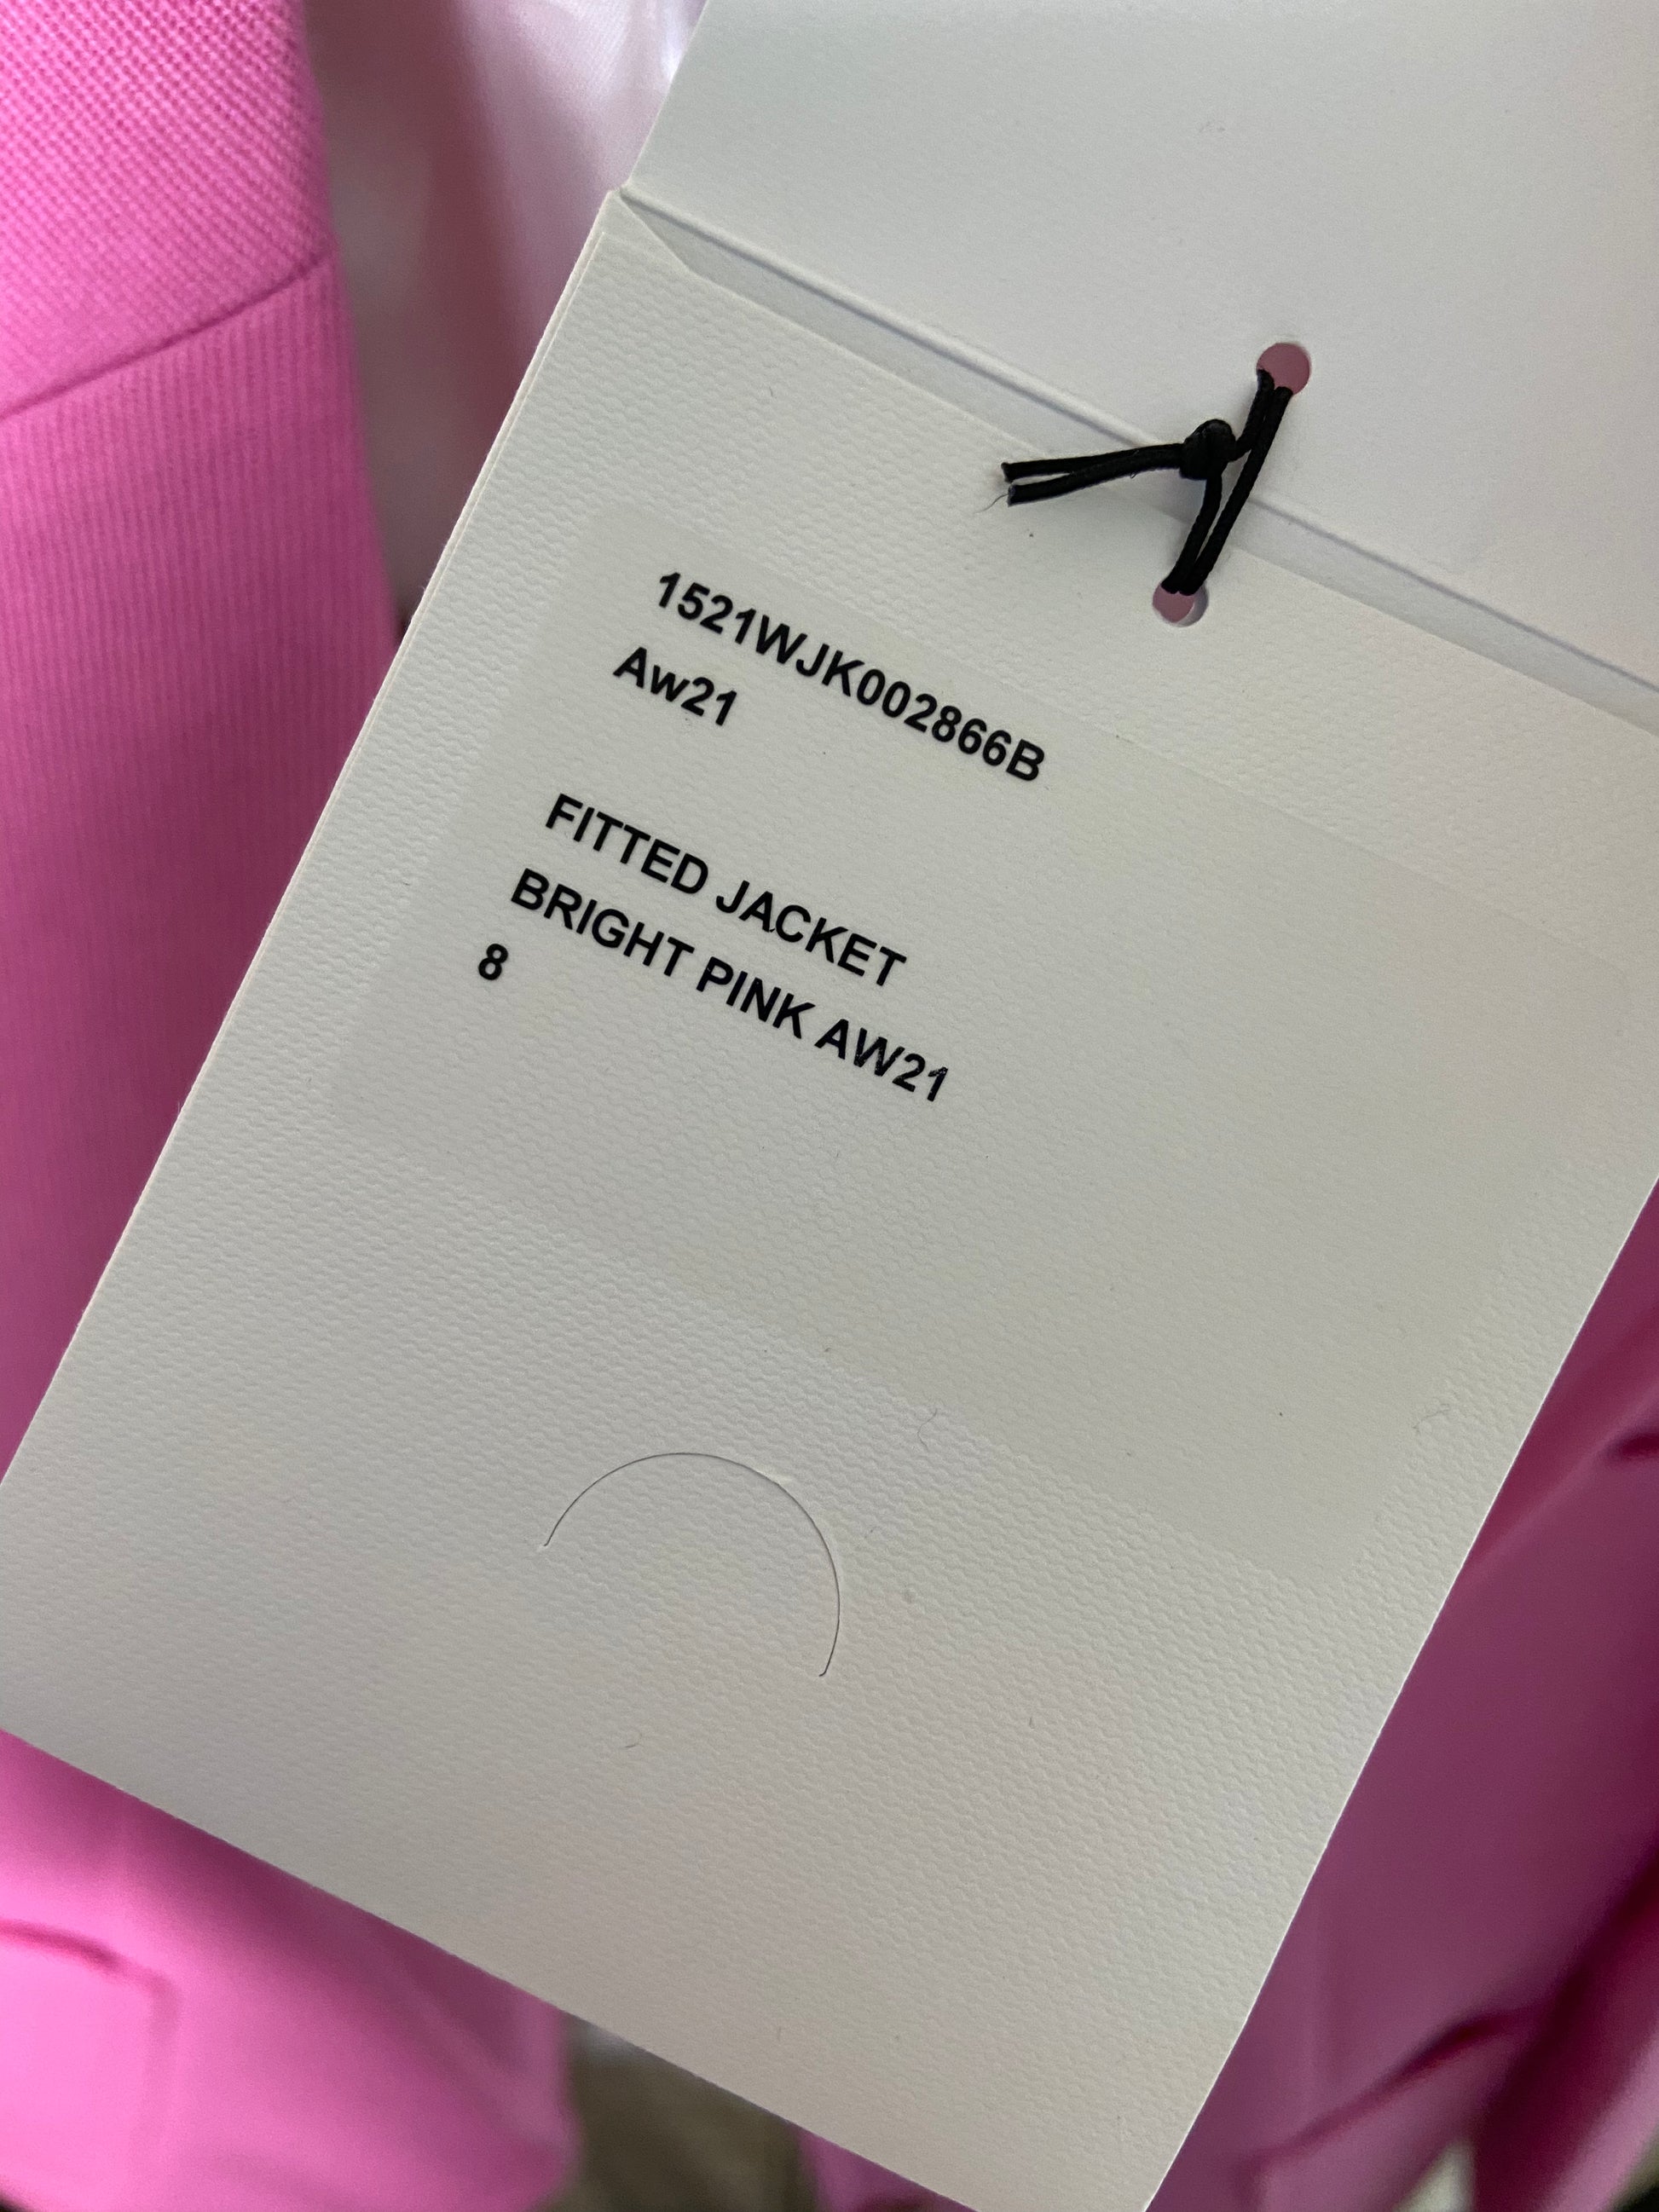 1521WJK002866B
Aw21
FITTED JACKET
BRIGHT PINK AW21
8